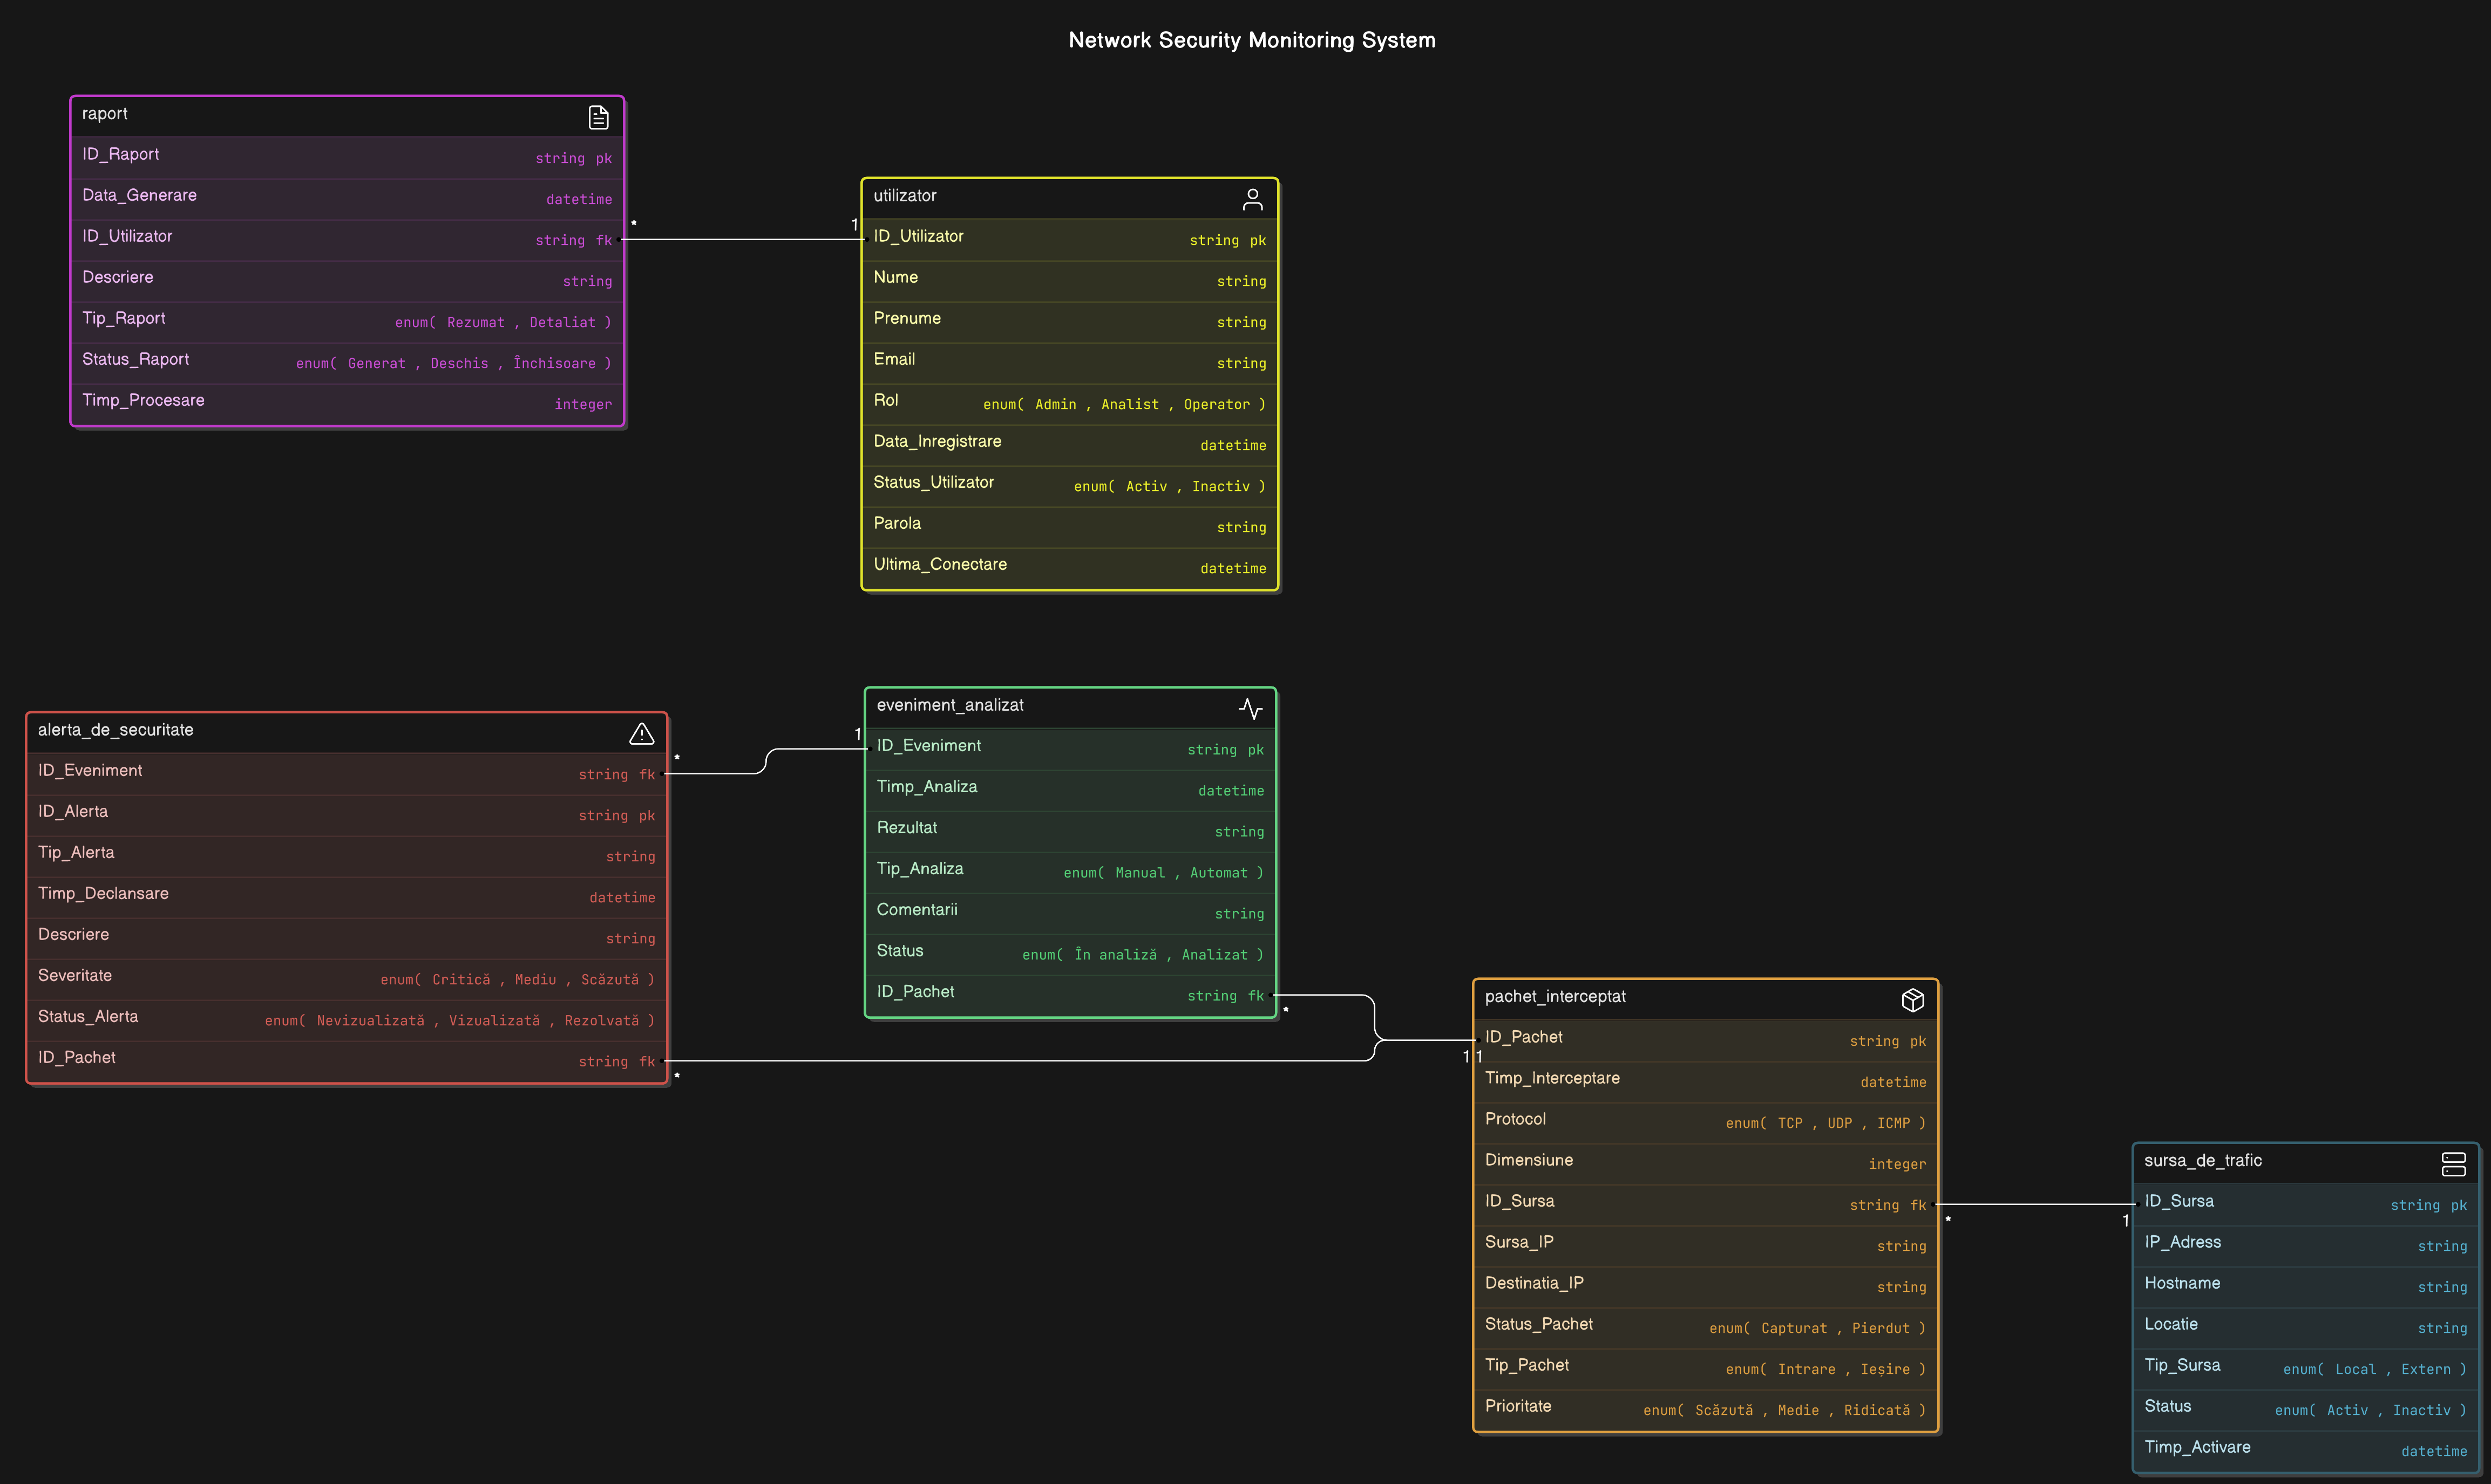 Network Security Monitoring System
raport
ID_Raport string pk
Data_Generare datetime
ID_Utilizator string fk
Descriere string
Tip_Raport enum( Rezumat , Detaliat )
Status_Raport enum( Generat , Deschis , Închisoare )
Timp_Procesare integer
* 1
utilizator
ID_Utilizator string pk
Nume string
Prenume string
Email string
Rol enum( Admin , Analist , Operator )
Data_Inregistrare datetime
Status_Utilizator enum( Activ , Inactiv )
Parola string
Ultima_Conectare datetime
alerta_de_securitate
ID_Eveniment string fk
ID_Alerta string pk
Tip_Alerta string
Timp_Declansare datetime
Descriere string
Severitate enum( Critică , Mediu , Scăzută )
Status_Alerta enum( Nevizualizată , Vizualizată , Rezolvată )
ID_Pachet string fk
* 1
*
eveniment_analizat
ID_Eveniment string pk
Timp_Analiza datetime
Rezultat string
Tip_Analiza enum( Manual , Automat )
Comentarii string
Status enum( În analiză , Analizat )
ID_Pachet string fk
*
1 1
pachet_interceptat
ID_Pachet string pk
Timp_Interceptare datetime
Protocol enum( TCP , UDP , ICMP )
Dimensiune integer
ID_Sursa string fk
Sursa_IP string
Destinatia_IP string
Status_Pachet enum( Capturat , Pierdut )
Tip_Pachet enum( Intrare , Ieșire )
Prioritate enum( Scăzută , Medie , Ridicată )
* 1
sursa_de_trafic
ID_Sursa string pk
IP_Adress string
Hostname string
Locatie string
Tip_Sursa enum( Local , Extern )
Status enum( Activ , Inactiv )
Timp_Activare datetime